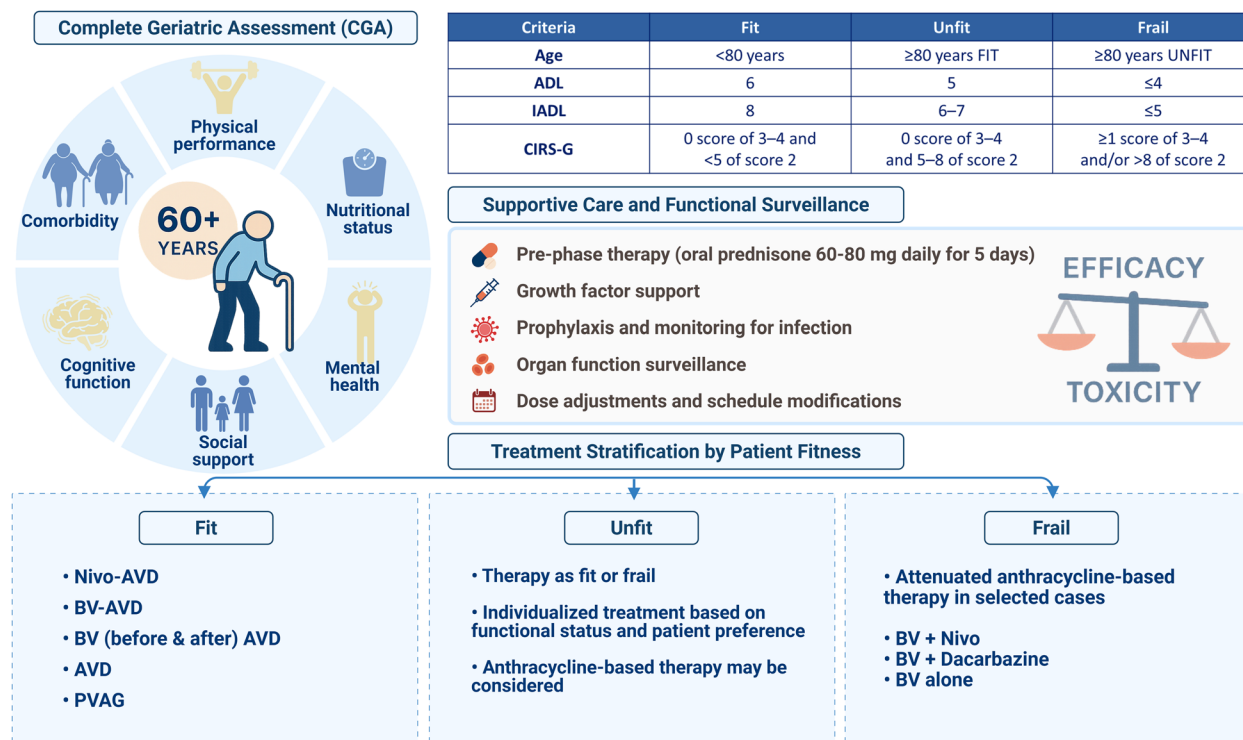 Complete Geriatric Assessment (CGA)
Physical
performance
Comorbidity
Nutritional
status
60+
YEARS
Cognitive
function
Mental
health
Social
support
Criteria Fit Unfit Frail
Age <80 years ≥80 years FIT ≥80 years UNFIT
ADL 6 5 ≤4
IADL 8 6–7 ≤5
CIRS-G 0 score of 3–4 and <5 of score 2 0 score of 3–4 and 5–8 of score 2 ≥1 score of 3–4 and/or >8 of score 2
Supportive Care and Functional Surveillance
Pre-phase therapy (oral prednisone 60-80 mg daily for 5 days)
Growth factor support
Prophylaxis and monitoring for infection
Organ function surveillance
Dose adjustments and schedule modifications
EFFICACY
TOXICITY
Treatment Stratification by Patient Fitness
Fit
• Nivo-AVD
• BV-AVD
• BV (before & after) AVD
• AVD
• PVAG
Unfit
• Therapy as fit or frail
• Individualized treatment based on
functional status and patient preference
• Anthracycline-based therapy may be
considered
Frail
• Attenuated anthracycline-based
therapy in selected cases
• BV + Nivo
• BV + Dacarbazine
• BV alone